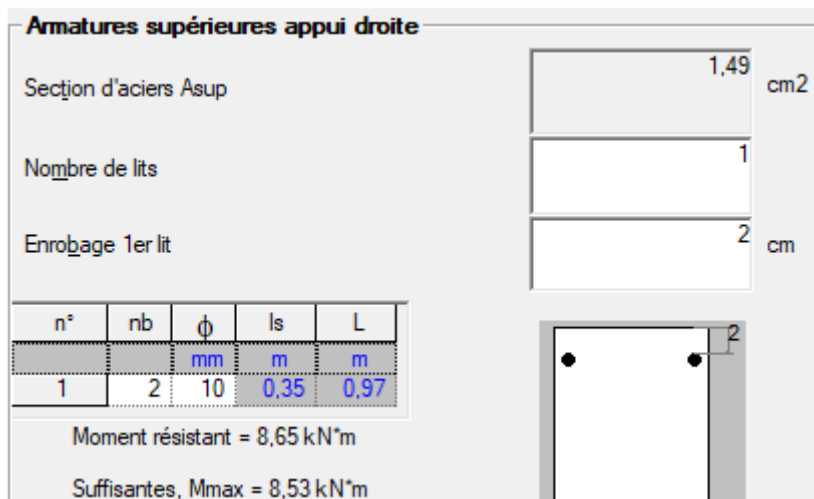 Armatures supérieures appui droite
Section d'aciers Asup 1,49 cm2
Nombre de lits 1
Enrobage 1er lit 2 cm
n° nb ϕ ls L
mm m m
1 2 10 0,35 0,97
2
Moment résistant = 8,65 kN*m
Suffisantes, Mmax = 8,53 kN*m